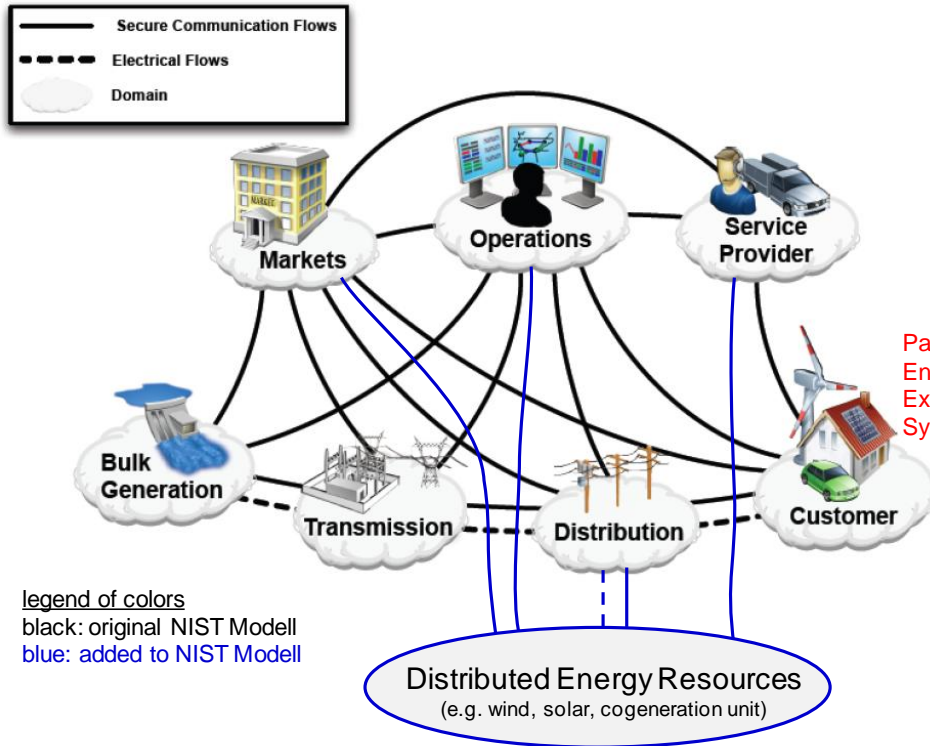 Secure Communication Flows
Electrical Flows
Domain
MARKET
Markets
Operations
Service
Provider
Pa
En
Ex
Sy
Bulk
Generation
Transmission
Distribution
Customer
legend of colors
black: original NIST Modell
blue: added to NIST Modell
Distributed Energy Resources
(e.g. wind, solar, cogeneration unit)